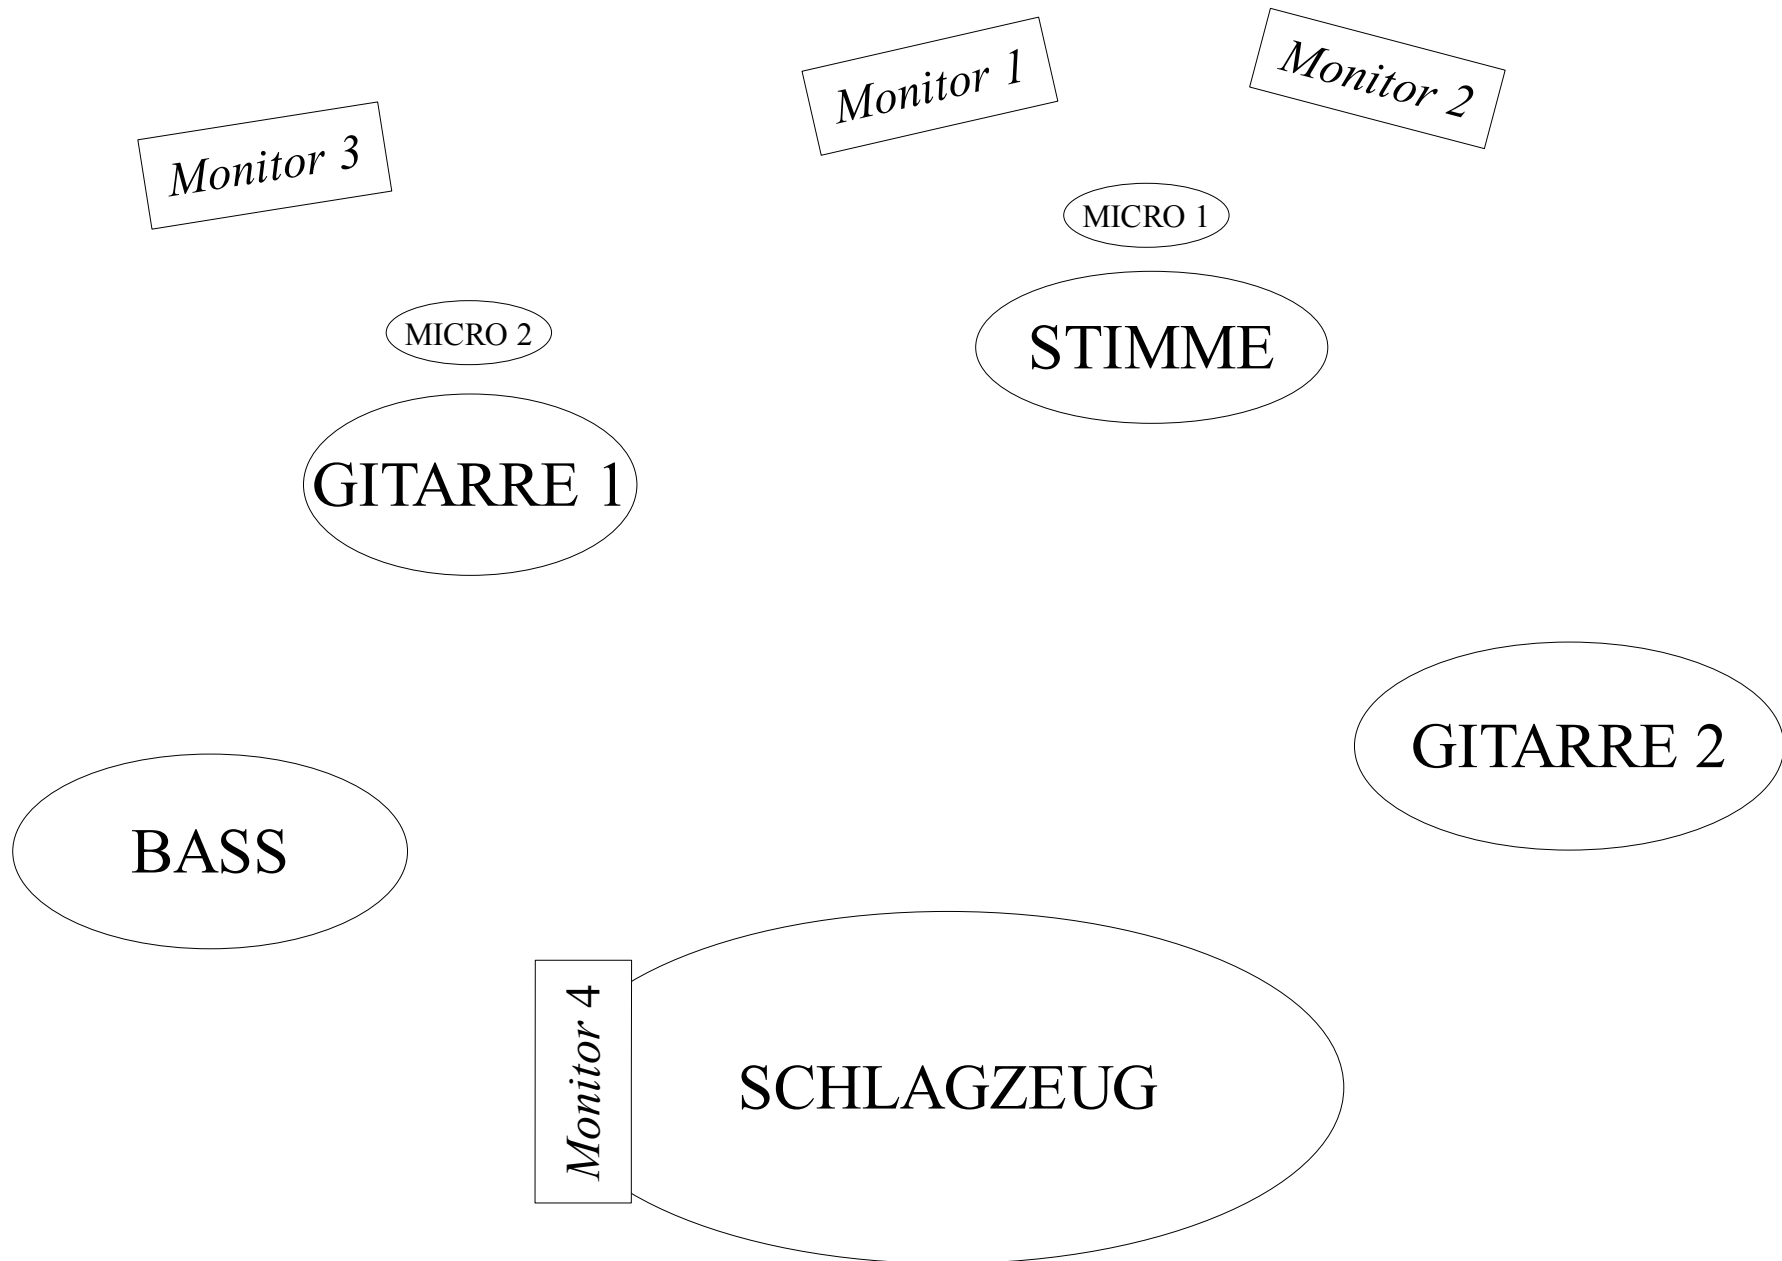 Monitor 1
Monitor 2
Monitor 3
MICRO 1
MICRO 2
STIMME
GITARRE 1
GITARRE 2
BASS
Monitor 4
SCHLAGZEUG